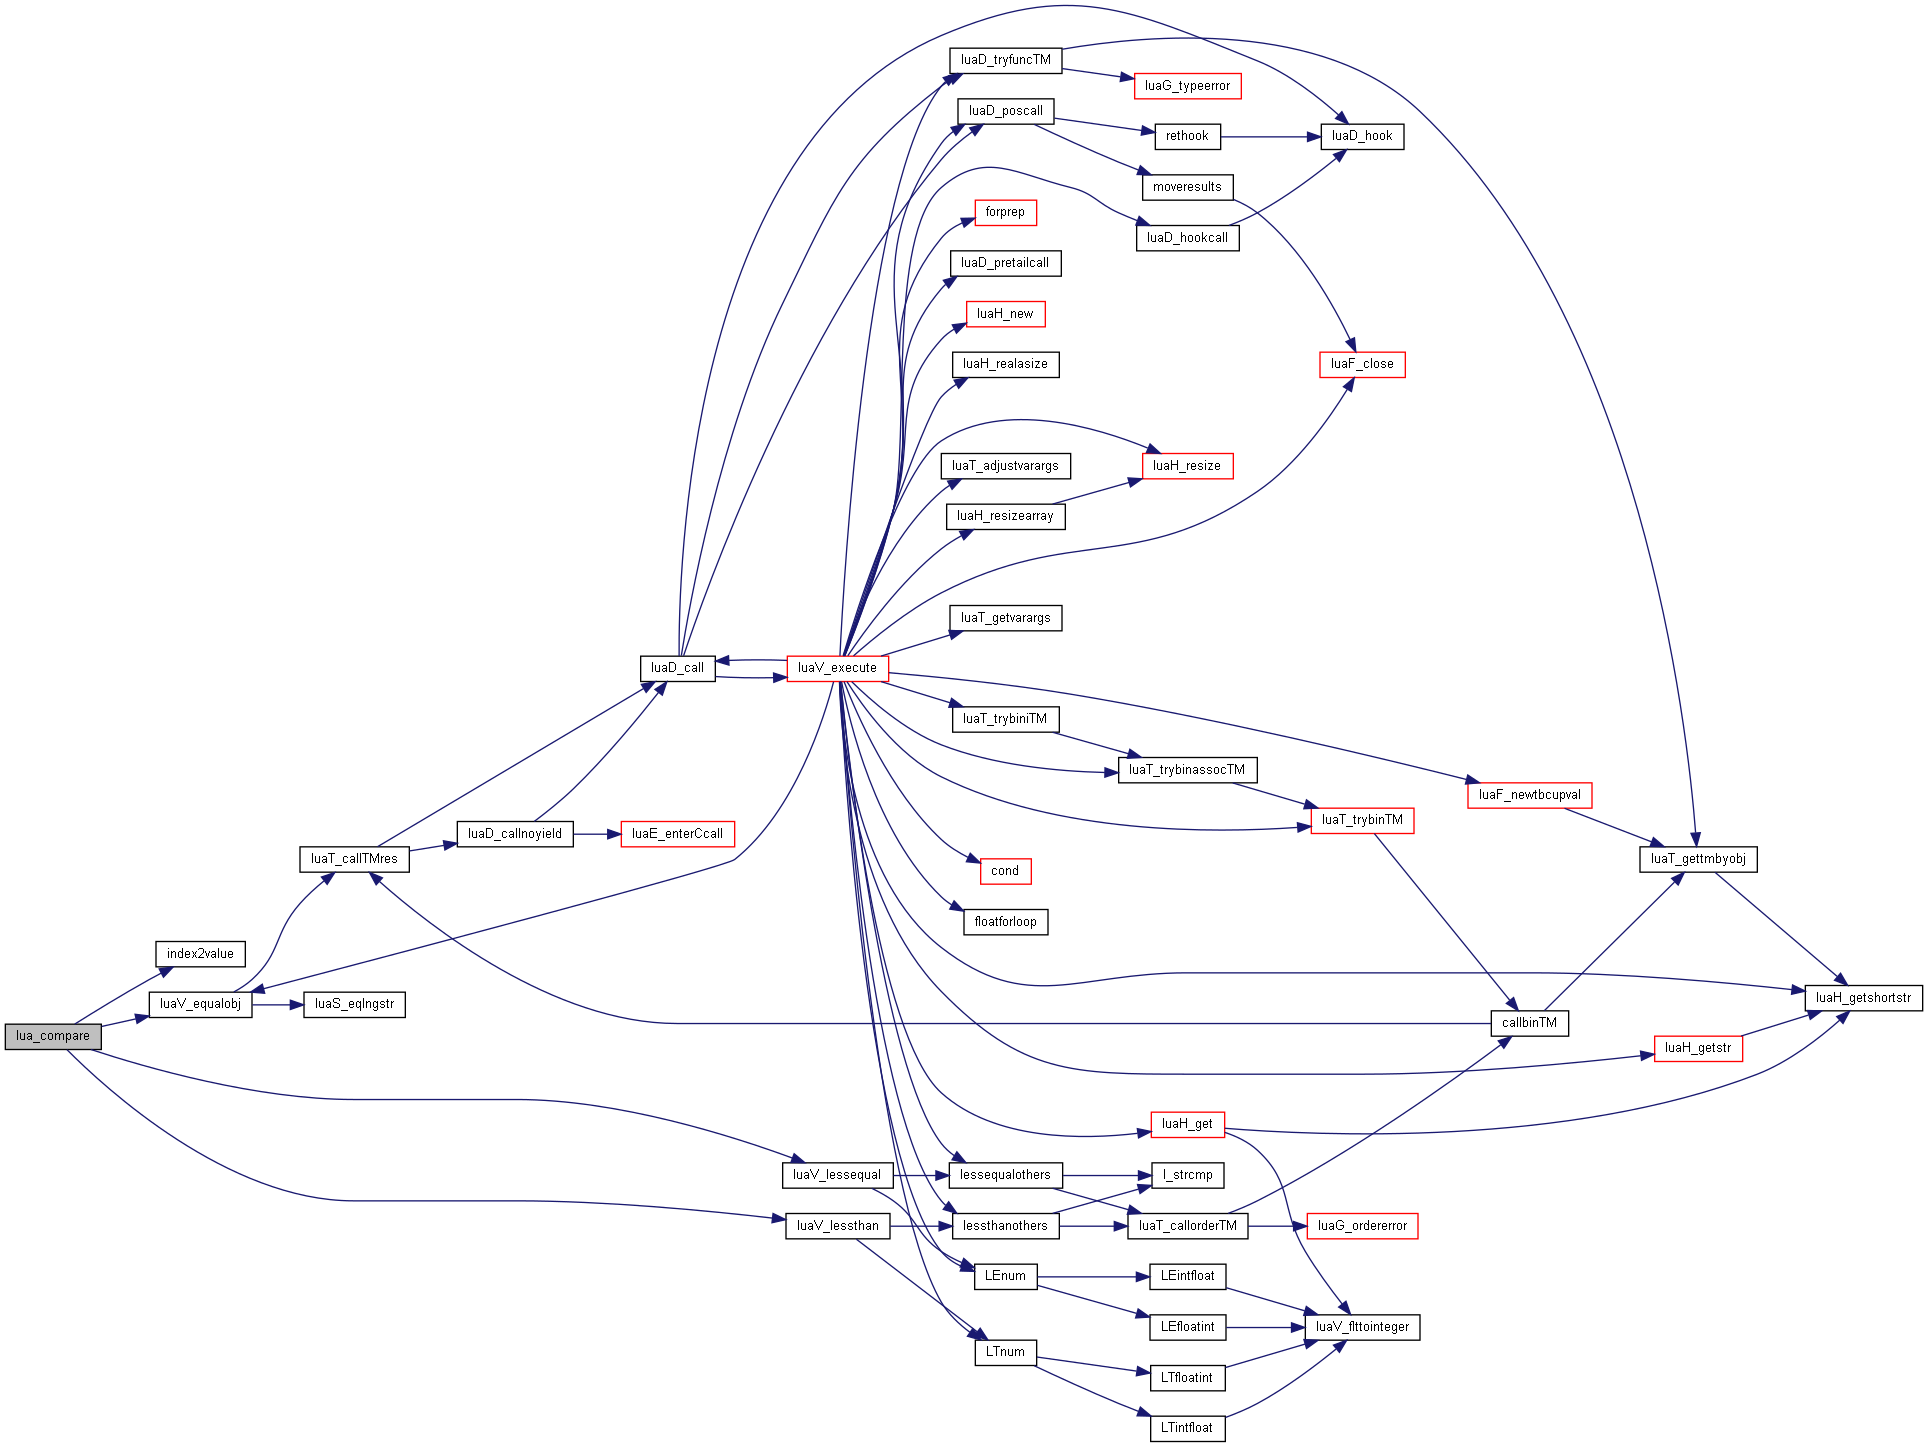 luaD_tryfuncTM
luaG_typeerror
luaD_poscall
rethook
luaD_hook
moveresults
forprep
luaD_hookcall
luaD_pretailcall
luaH_new
luaH_realasize
luaF_close
luaT_adjustvarargs
luaH_resize
luaH_resizearray
luaT_getvarargs
luaD_call
luaV_execute
luaT_trybiniTM
luaT_trybinassocTM
luaF_newtbcupval
luaT_trybinTM
luaD_callnoyield
luaE_enterCcall
luaT_callTMres
luaT_gettmbyobj
cond
floatforloop
index2value
luaV_equalobj
luaS_eqlngstr
luaH_getshortstr
lua_compare
callbinTM
luaH_getstr
luaH_get
luaV_lessequal
lessequalothers
l_strcmp
luaV_lessthan
lessthanothers
luaT_callorderTM
luaG_ordererror
LEnum
LEintfloat
LEfloatint
luaV_flttointeger
LTnum
LTfloatint
LTintfloat